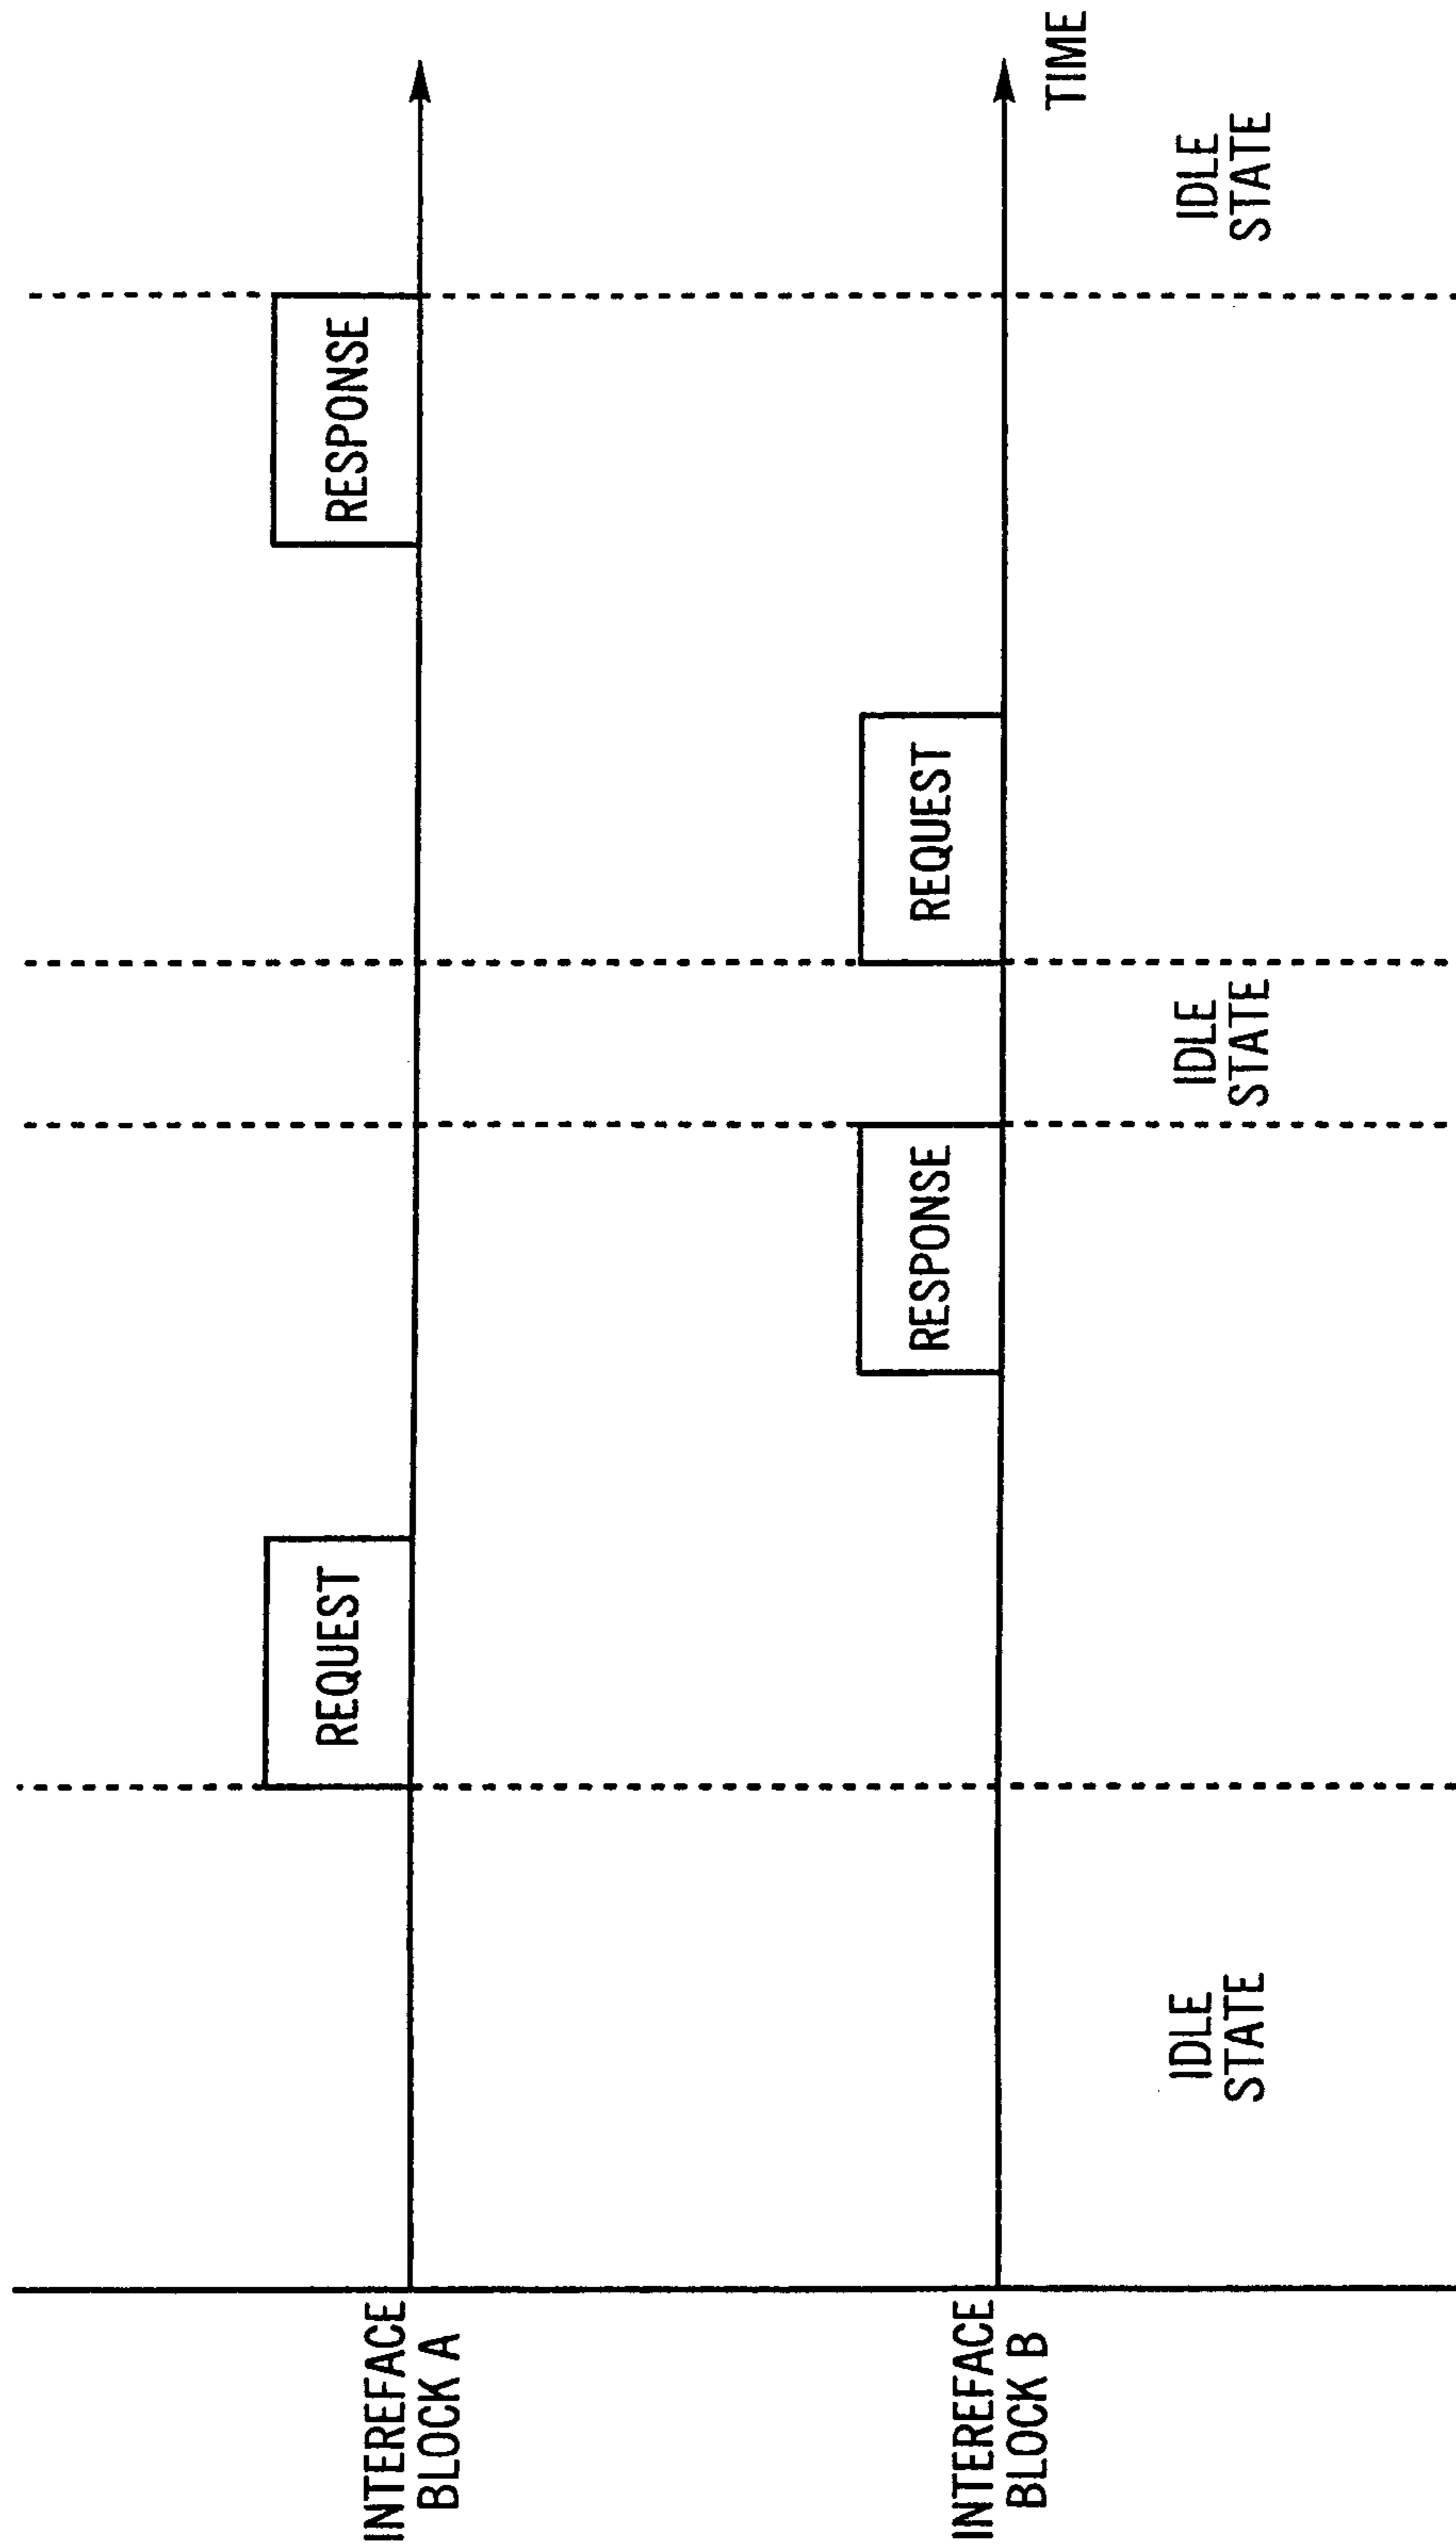 INTEREFACE
BLOCK A
REQUEST
RESPONSE
INTEREFACE
BLOCK B
RESPONSE
REQUEST
TIME
IDLE
STATE
IDLE
STATE
IDLE
STATE